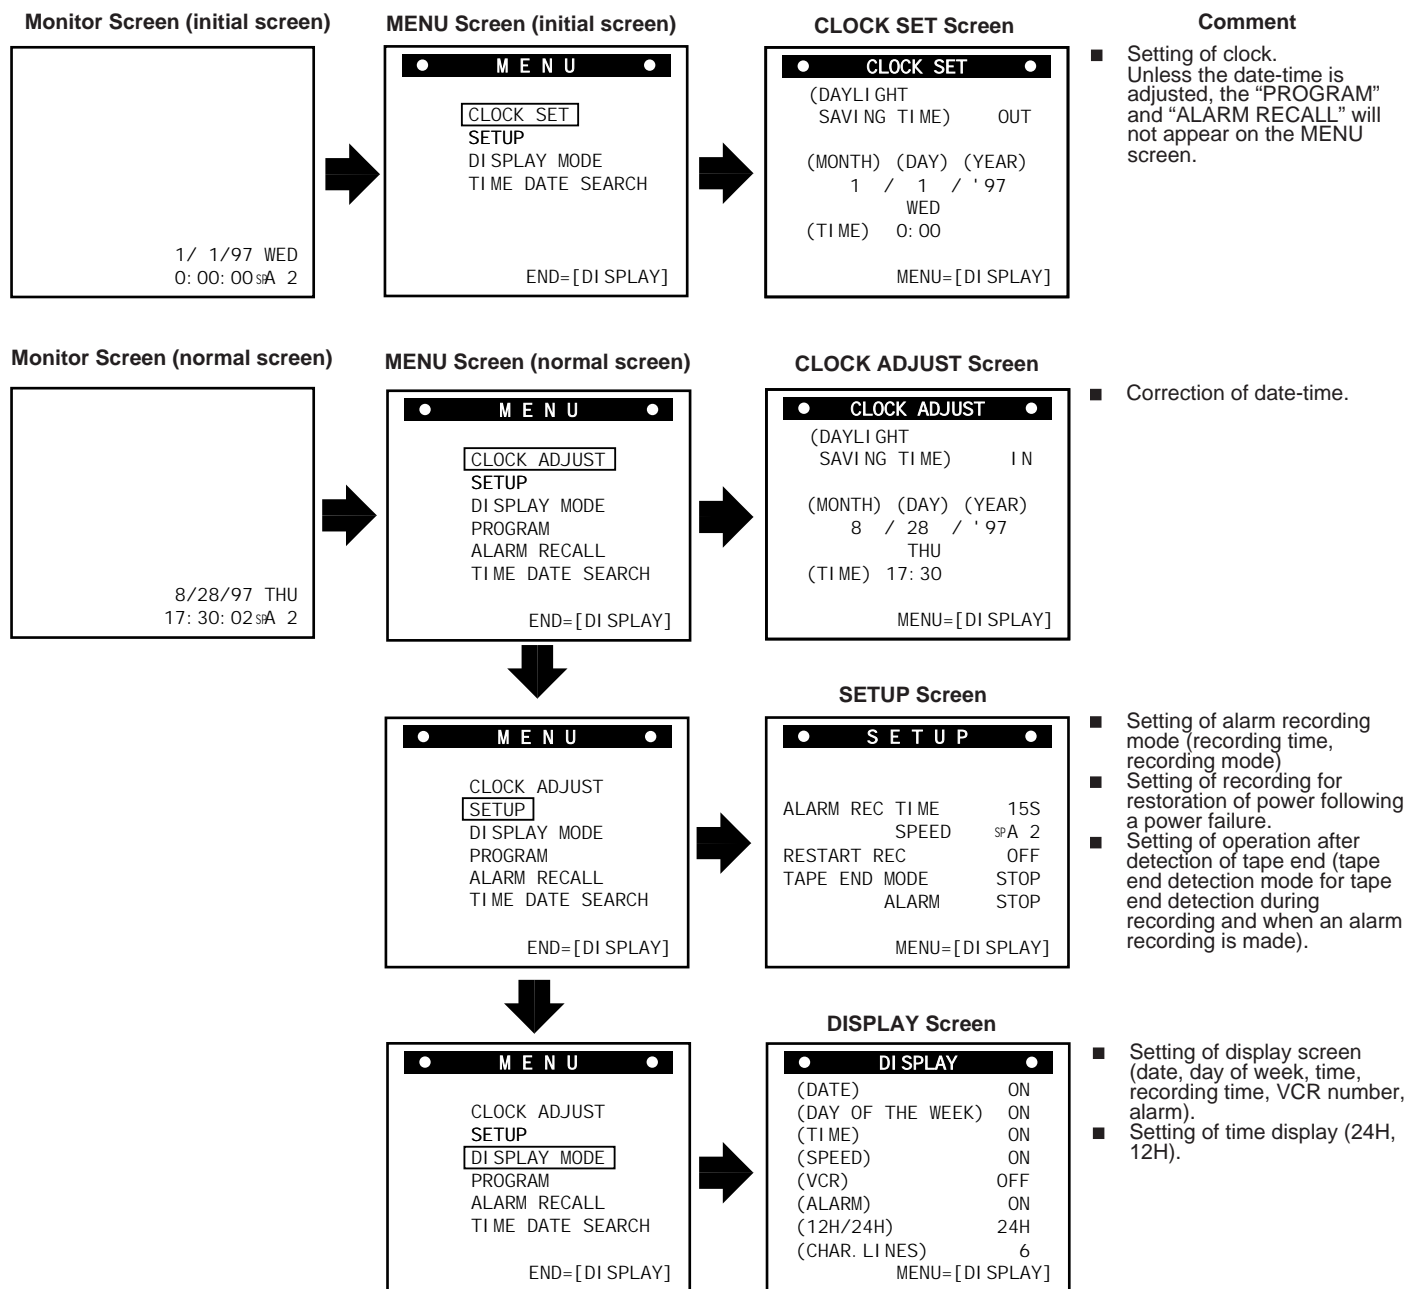 Monitor Screen (initial screen)
MENU Screen (initial screen)
CLOCK SET Screen
Comment
1/ 1/97 WED
0:00:00 SP A 2
MENU
CLOCK SET
SETUP
DISPLAY MODE
TIME DATE SEARCH
END=[DISPLAY]
CLOCK SET
(DAYLIGHT
SAVING TIME) OUT
(MONTH) (DAY) (YEAR)
1 / 1 / '97
WED
(TIME) 0:00
MENU=[DISPLAY]
■ Setting of clock.
Unless the date-time is
adjusted, the “PROGRAM”
and “ALARM RECALL” will
not appear on the MENU
screen.
Monitor Screen (normal screen)
MENU Screen (normal screen)
CLOCK ADJUST Screen
8/28/97 THU
17:30:02 SP A 2
MENU
CLOCK ADJUST
SETUP
DISPLAY MODE
PROGRAM
ALARM RECALL
TIME DATE SEARCH
END=[DISPLAY]
CLOCK ADJUST
(DAYLIGHT
SAVING TIME) IN
(MONTH) (DAY) (YEAR)
8 / 28 / '97
THU
(TIME) 17:30
MENU=[DISPLAY]
■ Correction of date-time.
SETUP Screen
MENU
CLOCK ADJUST
SETUP
DISPLAY MODE
PROGRAM
ALARM RECALL
TIME DATE SEARCH
END=[DISPLAY]
SETUP
ALARM REC TIME 15S
SPEED SP A 2
RESTART REC OFF
TAPE END MODE STOP
ALARM STOP
MENU=[DISPLAY]
■ Setting of alarm recording
mode (recording time,
recording mode)
■ Setting of recording for
restoration of power following
a power failure.
■ Setting of operation after
detection of tape end (tape
end detection mode for tape
end detection during
recording and when an alarm
recording is made).
DISPLAY Screen
MENU
CLOCK ADJUST
SETUP
DISPLAY MODE
PROGRAM
ALARM RECALL
TIME DATE SEARCH
END=[DISPLAY]
DISPLAY
(DATE) ON
(DAY OF THE WEEK) ON
(TIME) ON
(SPEED) ON
(VCR) OFF
(ALARM) ON
(12H/24H) 24H
(CHAR.LINES) 6
MENU=[DISPLAY]
■ Setting of display screen
(date, day of week, time,
recording time, VCR number,
alarm).
■ Setting of time display (24H,
12H).